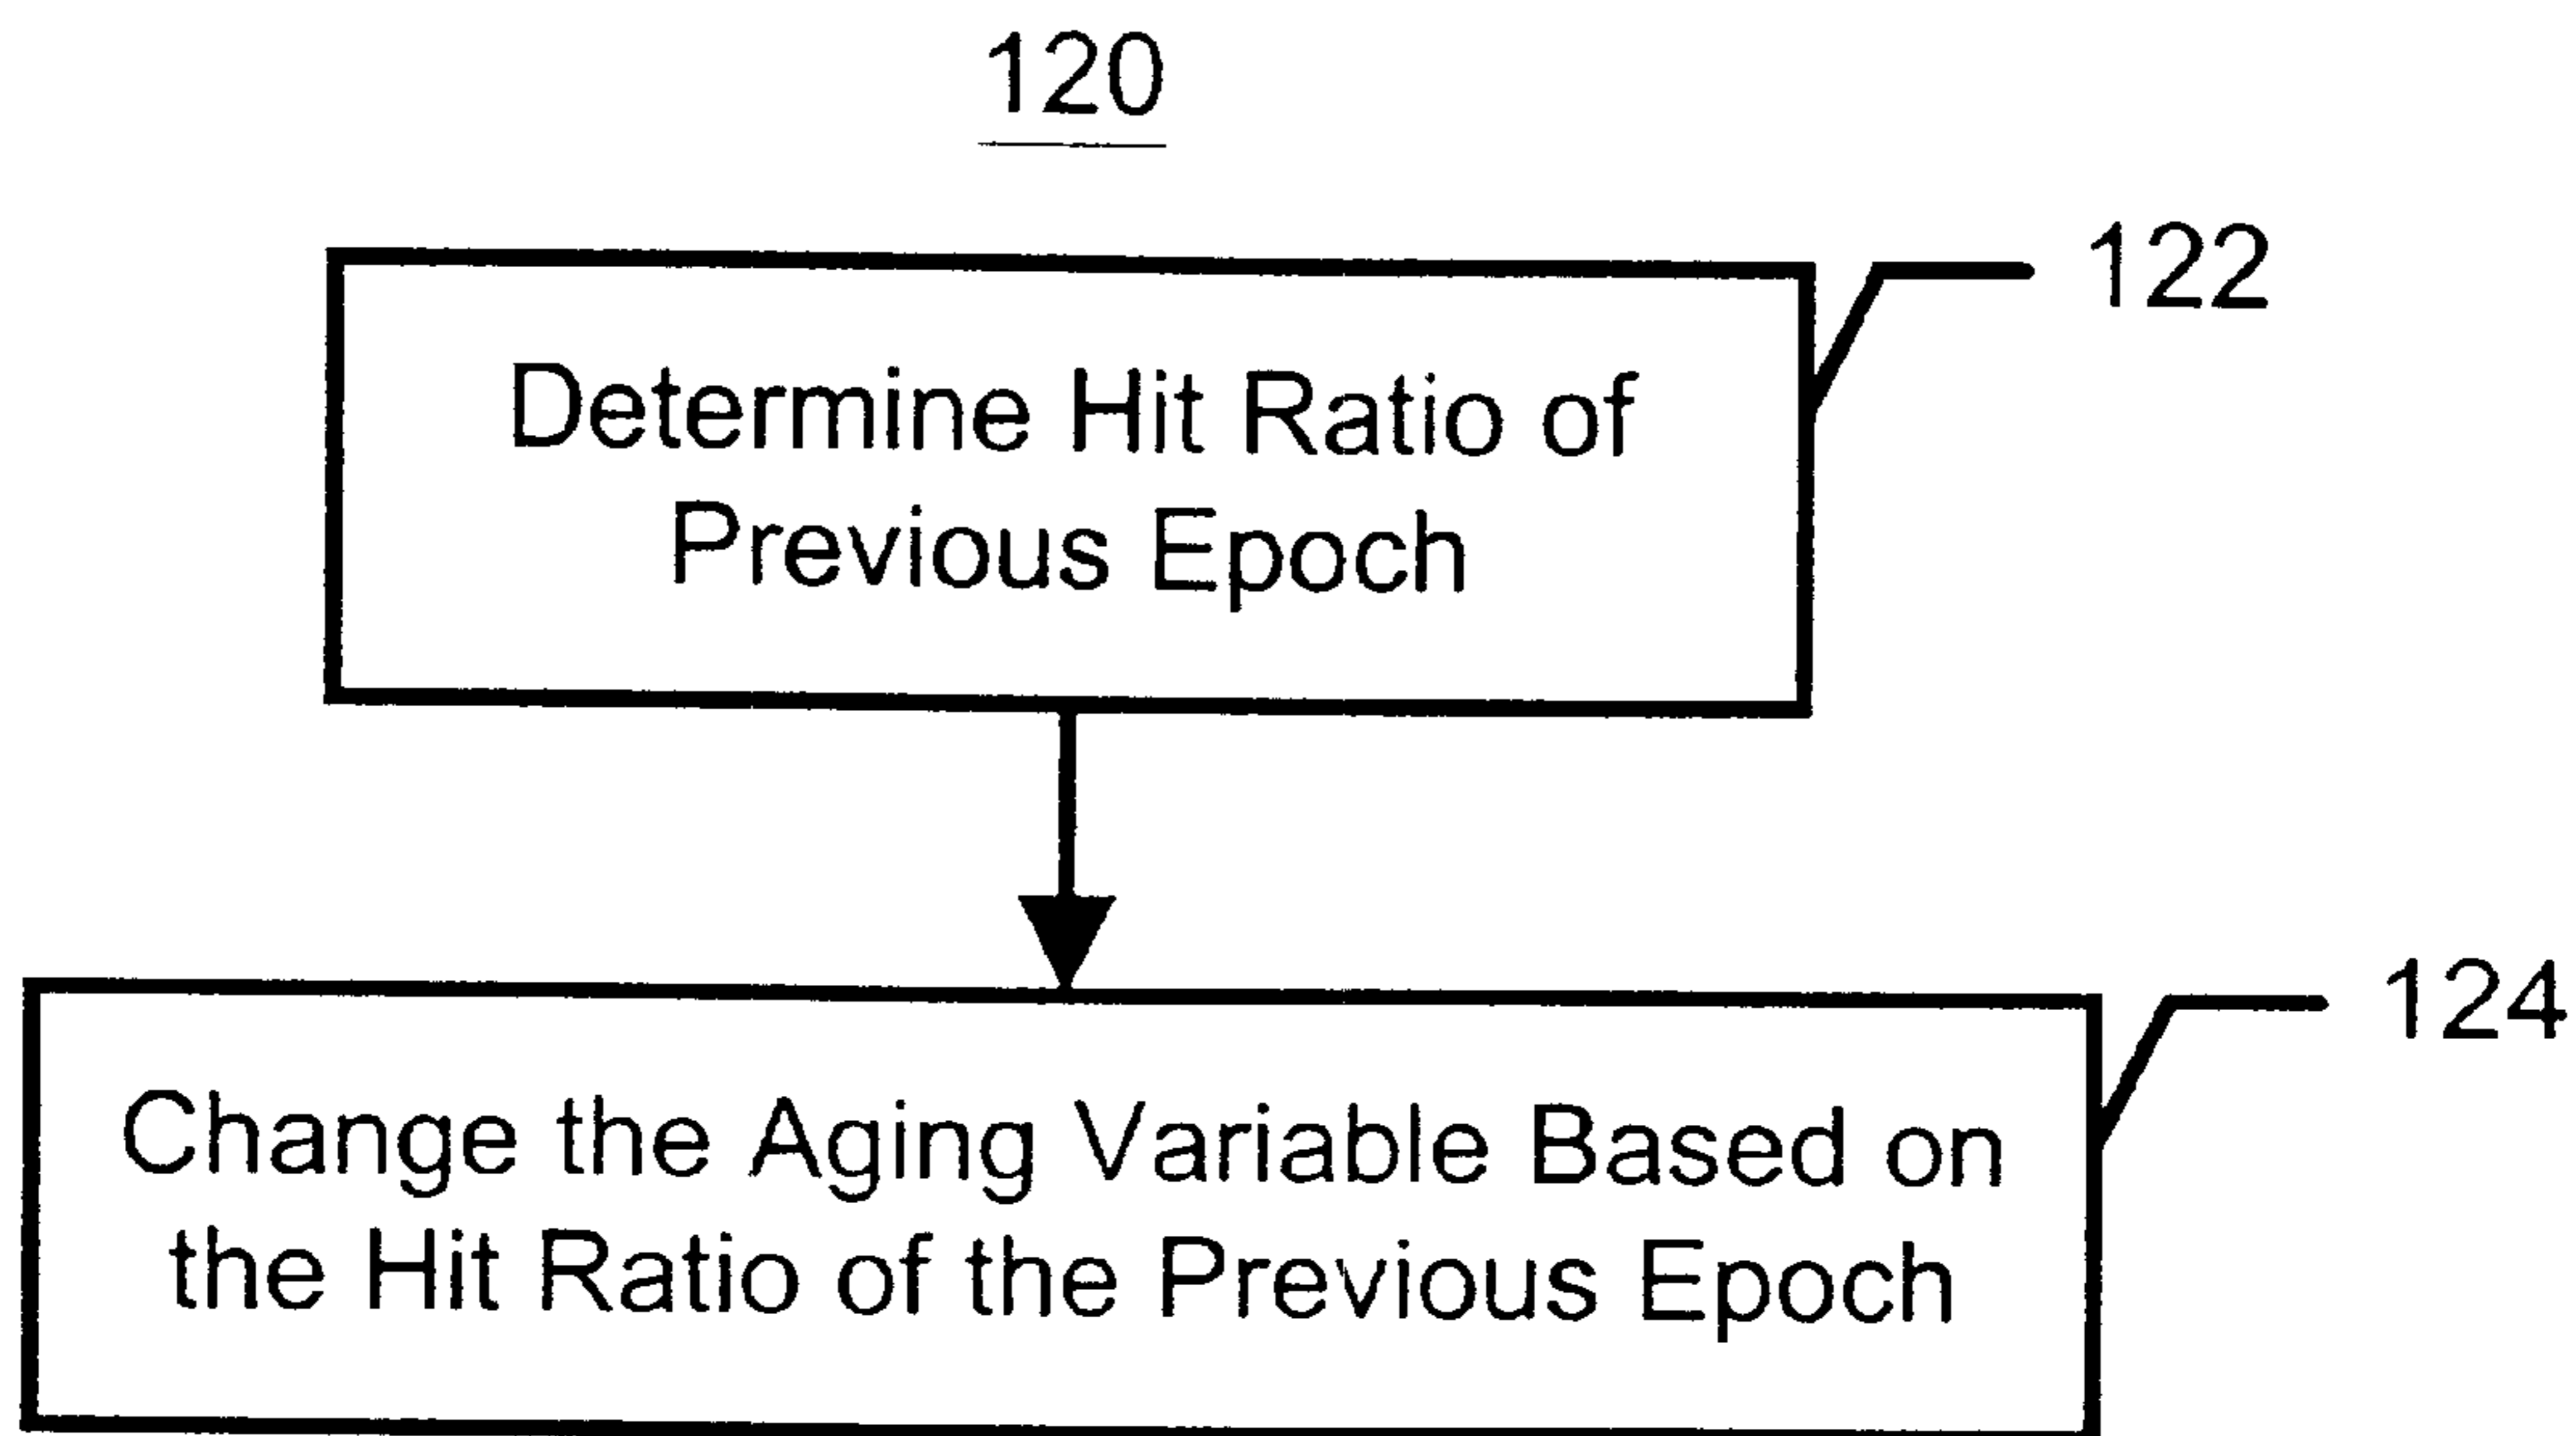 120
122
Determine Hit Ratio of
Previous Epoch
124
Change the Aging Variable Based on
the Hit Ratio of the Previous Epoch